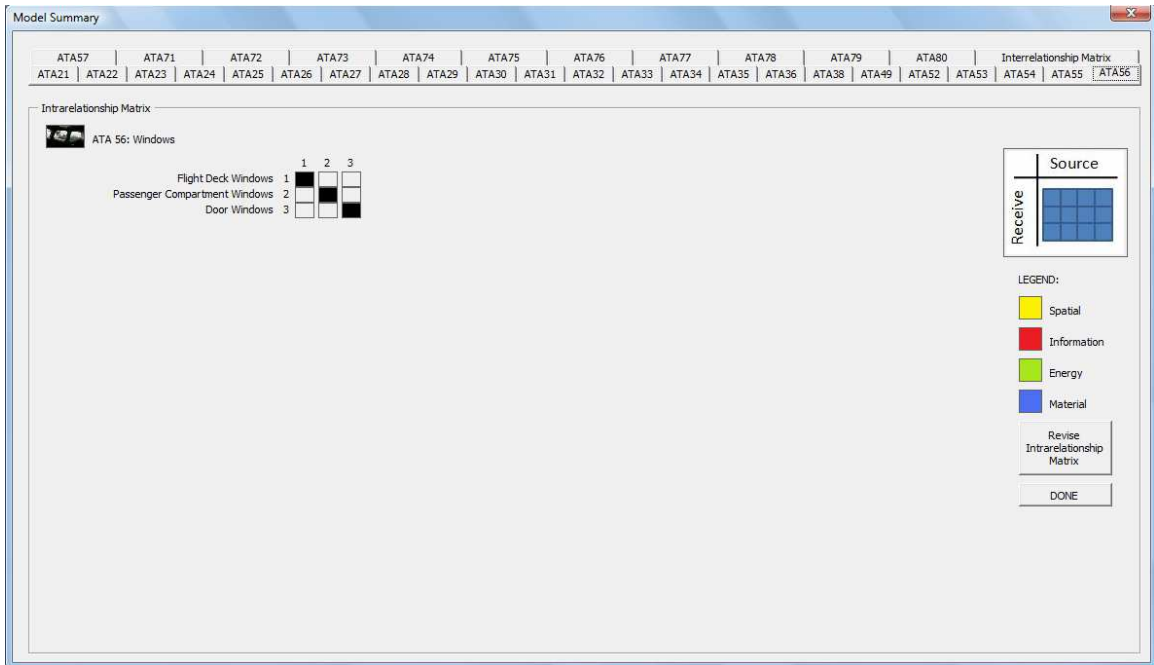 Model Summary
ATA57 ATA71 ATA72 ATA73 ATA74 ATA75 ATA76 ATA77 ATA78 ATA79 ATA80 Interrelationship Matrix
ATA21 ATA22 ATA23 ATA24 ATA25 ATA26 ATA27 ATA28 ATA29 ATA30 ATA31 ATA32 ATA33 ATA34 ATA35 ATA36 ATA38 ATA49 ATA52 ATA53 ATA54 ATA55 ATA56
Intrarelationship Matrix
ATA 56: Windows
1 2 3
Flight Deck Windows 1
Passenger Compartment Windows 2
Door Windows 3
Source
Receive
LEGEND:
Spatial
Information
Energy
Material
Revise
Intrarelationship
Matrix
DONE